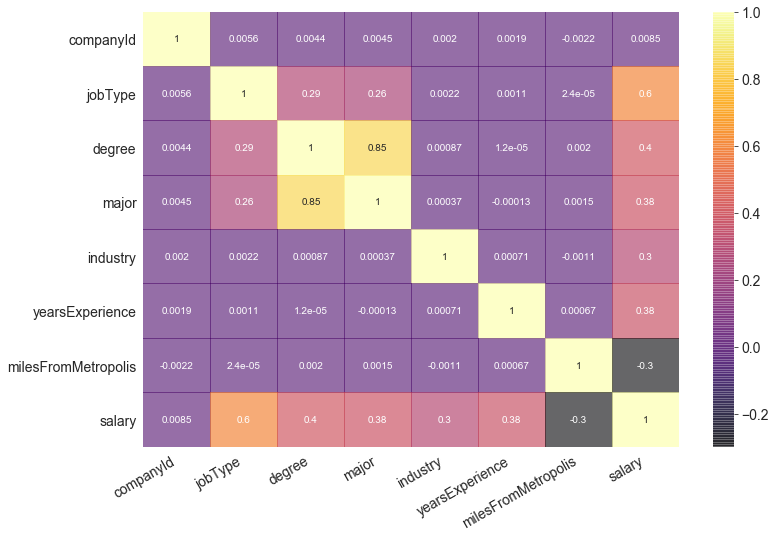 companyId 1 0.0056 0.0044 0.0045 0.002 0.0019 -0.0022 0.0085
jobType 0.0056 1 0.29 0.26 0.0022 0.0011 2.4e-05 0.6
degree 0.0044 0.29 1 0.85 0.00087 1.2e-05 0.002 0.4
major 0.0045 0.26 0.85 1 0.00037 -0.00013 0.0015 0.38
industry 0.002 0.0022 0.00087 0.00037 1 0.00071 -0.0011 0.3
yearsExperience 0.0019 0.0011 1.2e-05 -0.00013 0.00071 1 0.00067 0.38
milesFromMetropolis -0.0022 2.4e-05 0.002 0.0015 -0.0011 0.00067 1 -0.3
salary 0.0085 0.6 0.4 0.38 0.3 0.38 -0.3 1
companyId jobType degree major industry yearsExperience milesFromMetropolis salary
1.0
0.8
0.6
0.4
0.2
0.0
−0.2